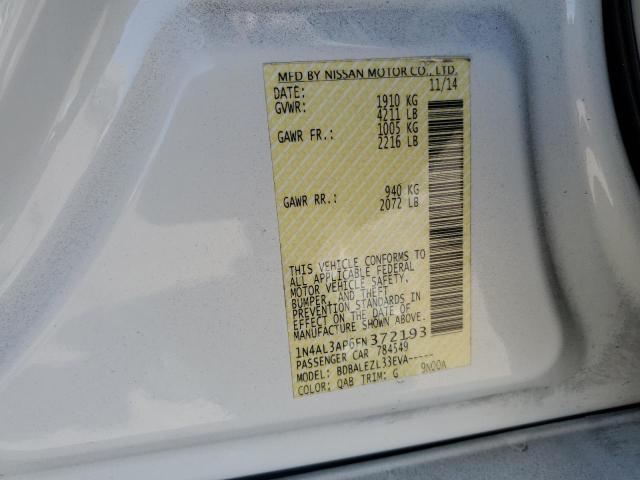 MFD BY NISSAN MOTOR CO., LTD.
DATE: 11/14
GVWR: 1910 KG
4211 LB
GAWR FR.: 1005 KG
2216 LB
GAWR RR.: 940 KG
2072 LB
THIS VEHICLE CONFORMS TO
ALL APPLICABLE FEDERAL
MOTOR VEHICLE SAFETY,
BUMPER, AND THEFT
PREVENTION STANDARDS IN
EFFECT ON THE DATE OF
MANUFACTURE SHOWN ABOVE.
1N4AL3AP6FN372193
PASSENGER CAR 784549
MODEL: BDBALEZL33EVA-----
COLOR: QAB TRIM: G 9N00A